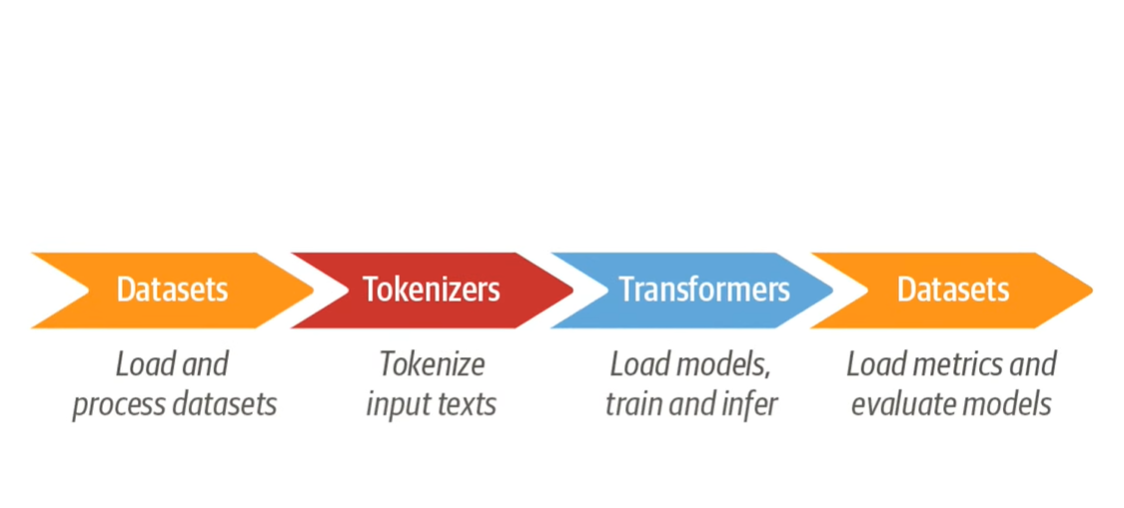 Datasets
Tokenizers
Transformers
Datasets
Load and
process datasets
Tokenize
input texts
Load models,
train and infer
Load metrics and
evaluate models